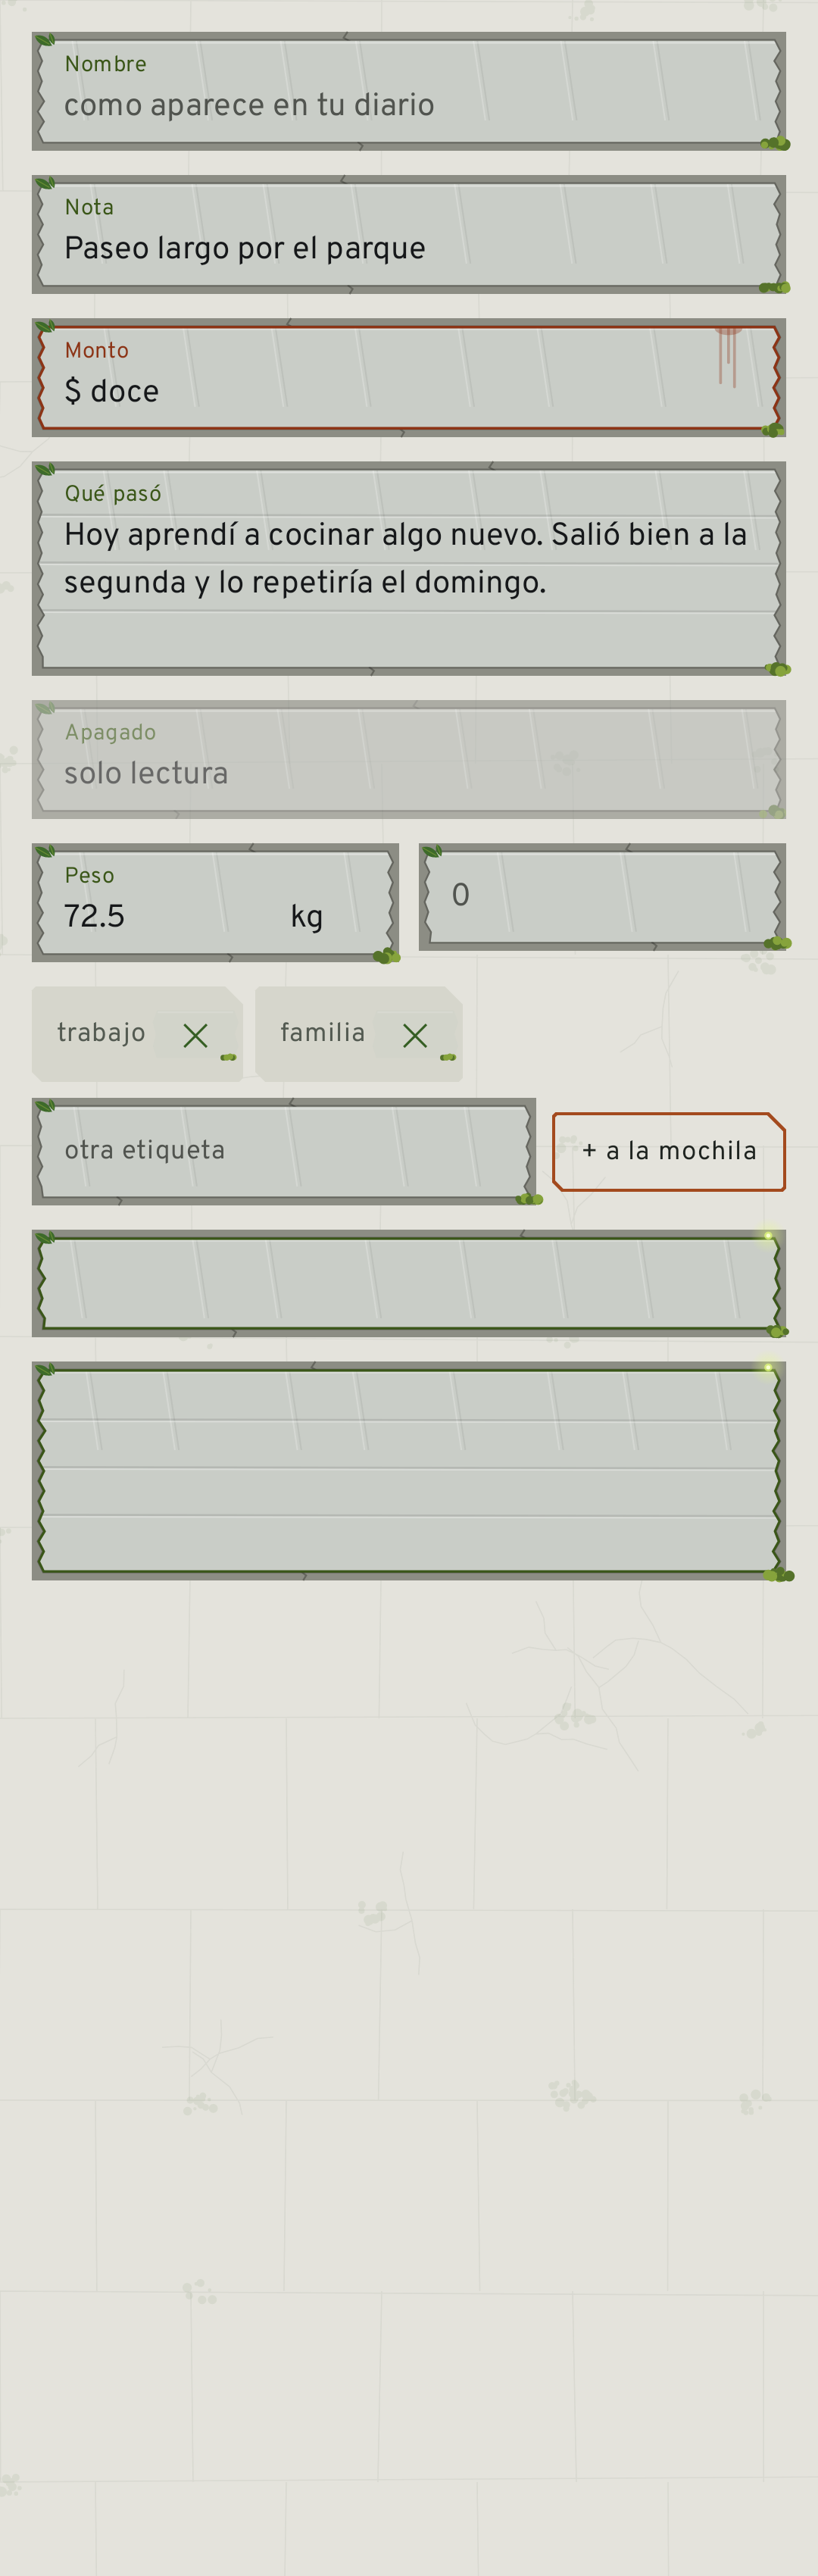 Nombre
como aparece en tu diario
Nota
Paseo largo por el parque
Monto
$ doce
Qué pasó
Hoy aprendí a cocinar algo nuevo. Salió bien a la
segunda y lo repetiría el domingo.
Apagado
solo lectura
Peso
72.5 kg
0
trabajo
familia
otra etiqueta
+ a la mochila